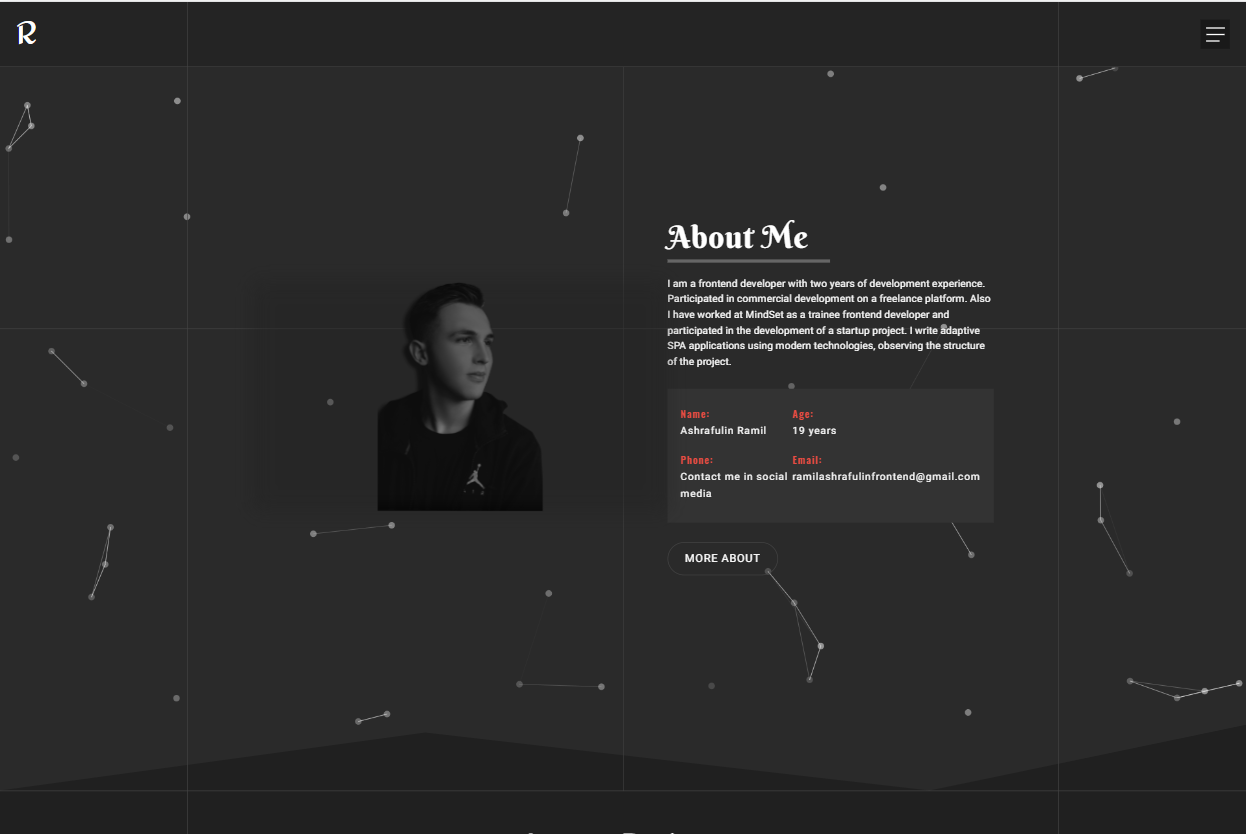 R
About Me
I am a frontend developer with two years of development experience.
Participated in commercial development on a freelance platform. Also
I have worked at MindSet as a trainee frontend developer and
participated in the development of a startup project. I write adaptive
SPA applications using modern technologies, observing the structure
of the project.
Name:
Ashrafulin Ramil
Age:
19 years
Phone:
Contact me in social
media
Email:
ramilashrafulinfrontend@gmail.com
MORE ABOUT